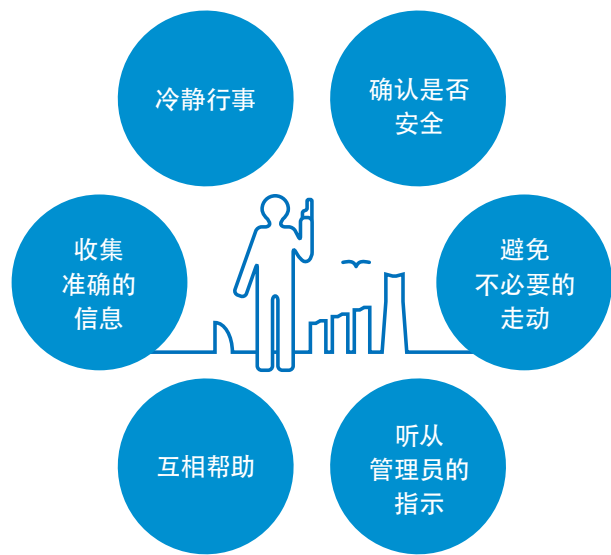 冷静行事
确认是否
安全
收集
准确的
信息
避免
不必要的
走动
互相帮助
听从
管理员的
指示